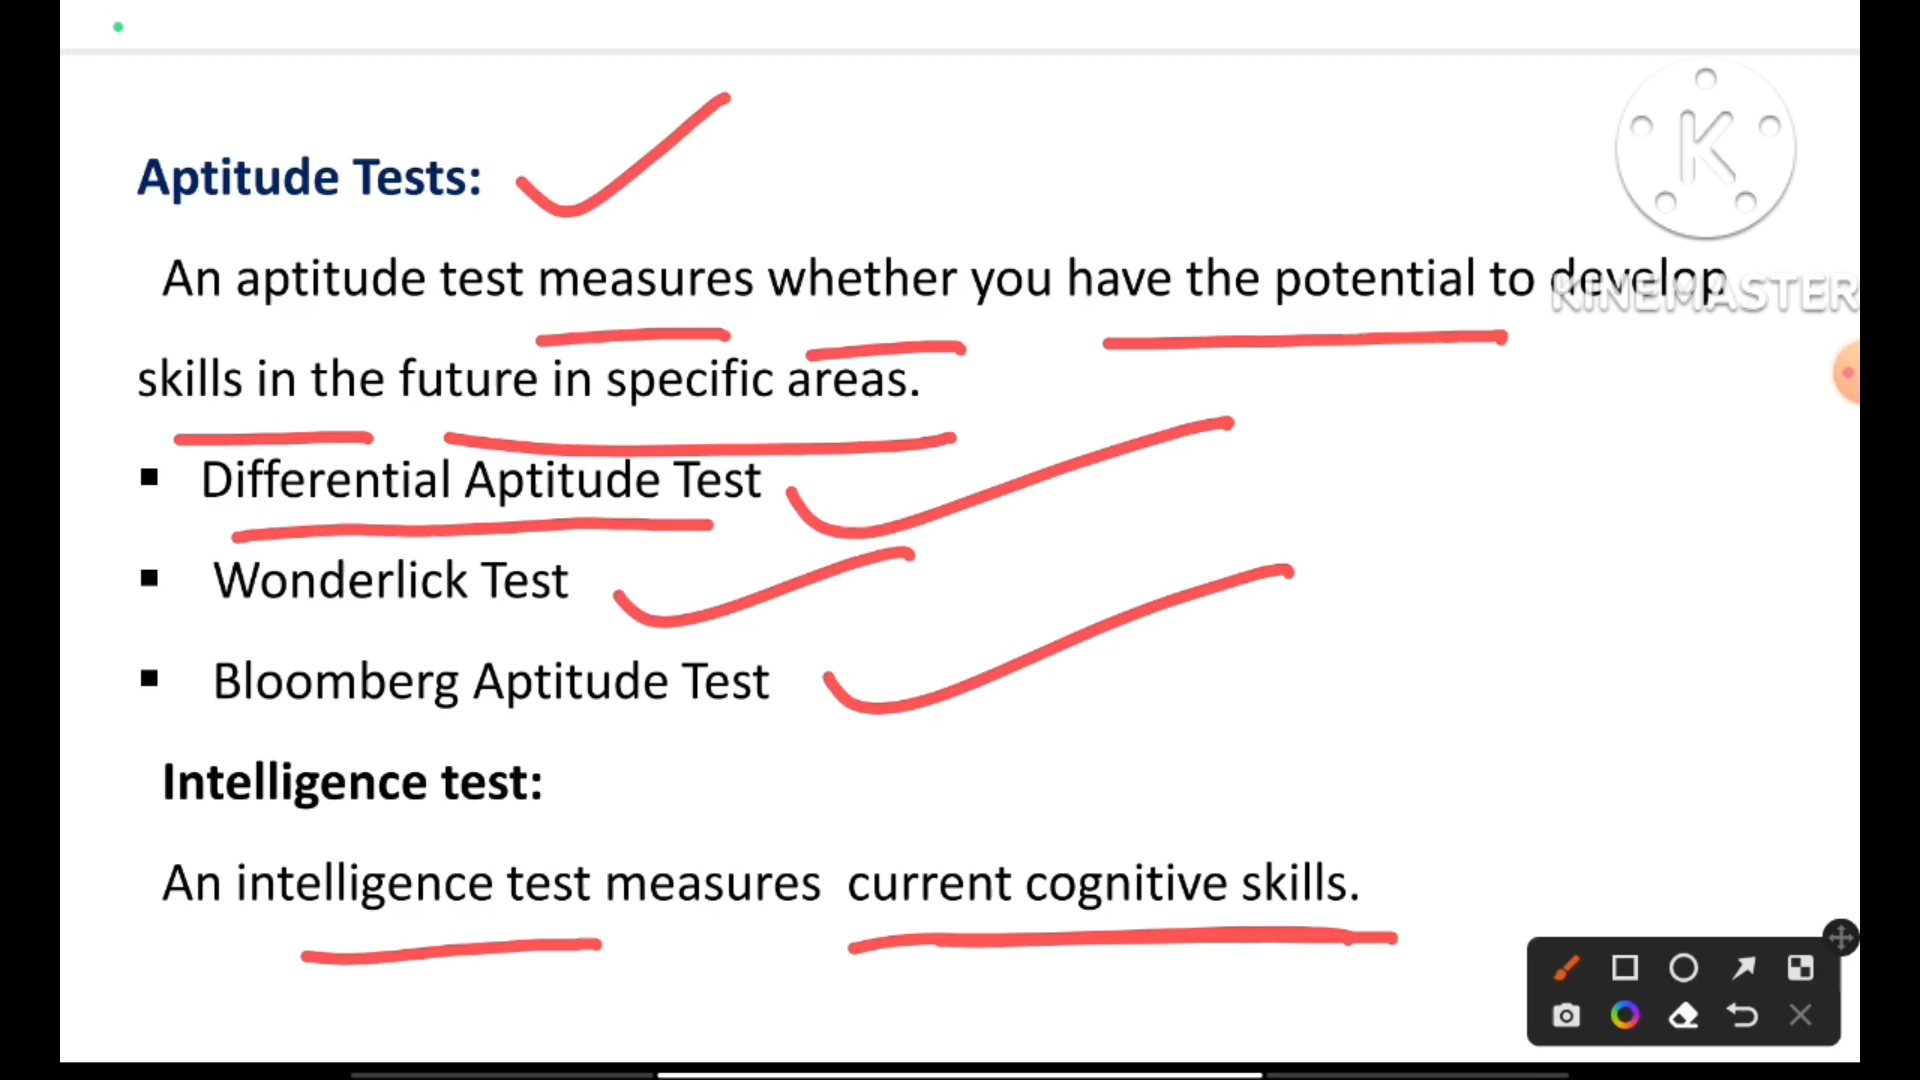 Aptitude Tests:
An aptitude test measures whether you have the potential to develop
skills in the future in specific areas.
▪ Differential Aptitude Test
▪ Wonderlick Test
▪ Bloomberg Aptitude Test
Intelligence test:
An intelligence test measures current cognitive skills.
K
KINEMASTER